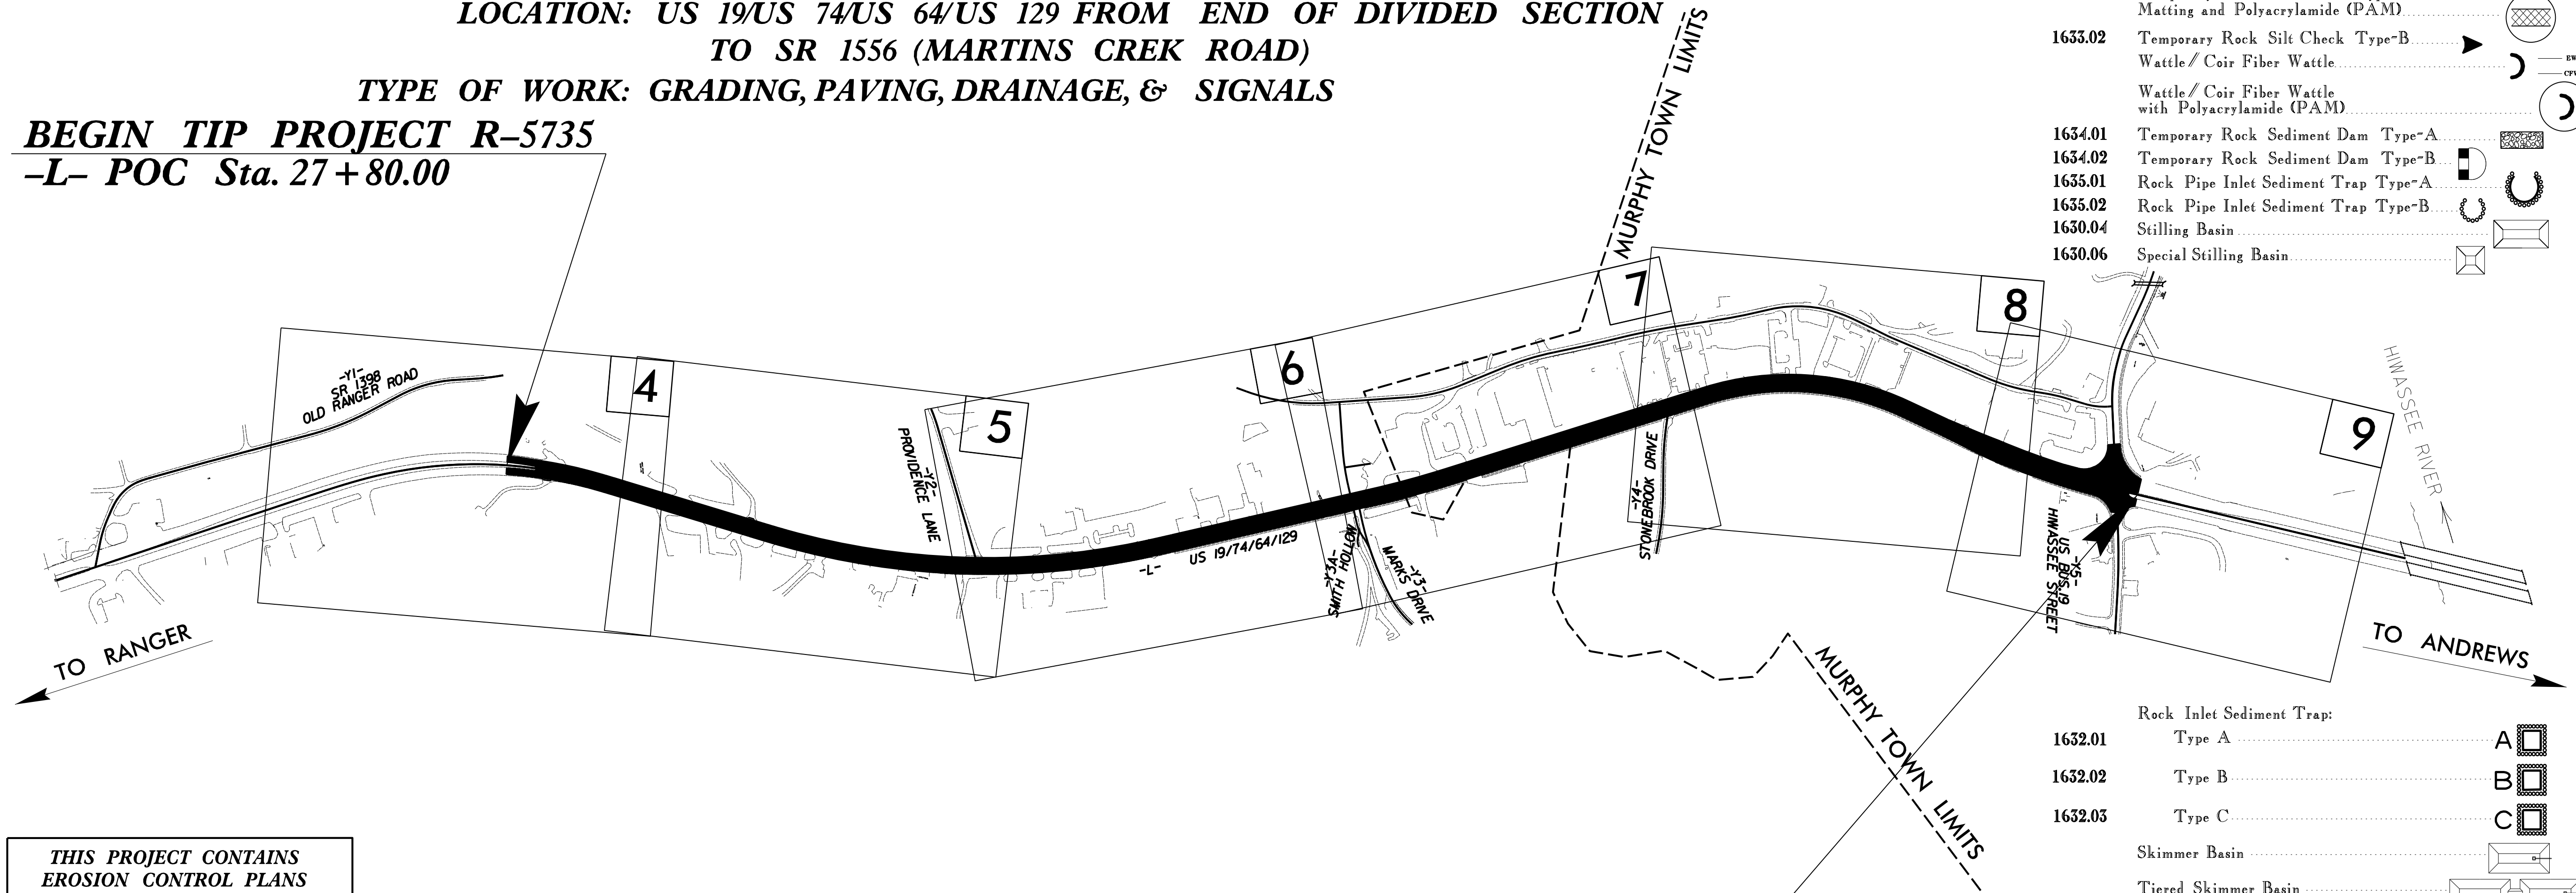 LOCATION: US 19/US 74/US 64/US 129 FROM END OF DIVIDED SECTION
TO SR 1556 (MARTINS CREK ROAD)
TYPE OF WORK: GRADING, PAVING, DRAINAGE, & SIGNALS
BEGIN TIP PROJECT R-5735
-L- POC Sta. 27+80.00
MURPHY TOWN LIMITS
Matting and Polyacrylamide (PAM)
1633.02 Temporary Rock Silt Check Type-B
Wattle/Coir Fiber Wattle
Wattle/Coir Fiber Wattle
with Polyacrylamide (PAM)
1634.01 Temporary Rock Sediment Dam Type-A
1634.02 Temporary Rock Sediment Dam Type-B
1635.01 Rock Pipe Inlet Sediment Trap Type-A
1635.02 Rock Pipe Inlet Sediment Trap Type-B
1630.04 Stilling Basin
1630.06 Special Stilling Basin
-Y1-
SR 1398
OLD RANGER ROAD
4
5
6
7
8
9
-Y2-
PROVIDENCE LANE
-L-
US 19/74/64/129
-Y3A-
SMITH HOLLOW
-Y3-
MARKS DRIVE
-Y4-
STONEBROOK DRIVE
-Y5-
US BUS. 19
HIWASSEE STREET
HIWASSEE RIVER
TO RANGER
TO ANDREWS
MURPHY TOWN LIMITS
Rock Inlet Sediment Trap:
1632.01 Type A A
1632.02 Type B B
1632.03 Type C C
Skimmer Basin
Tiered Skimmer Basin
THIS PROJECT CONTAINS
EROSION CONTROL PLANS